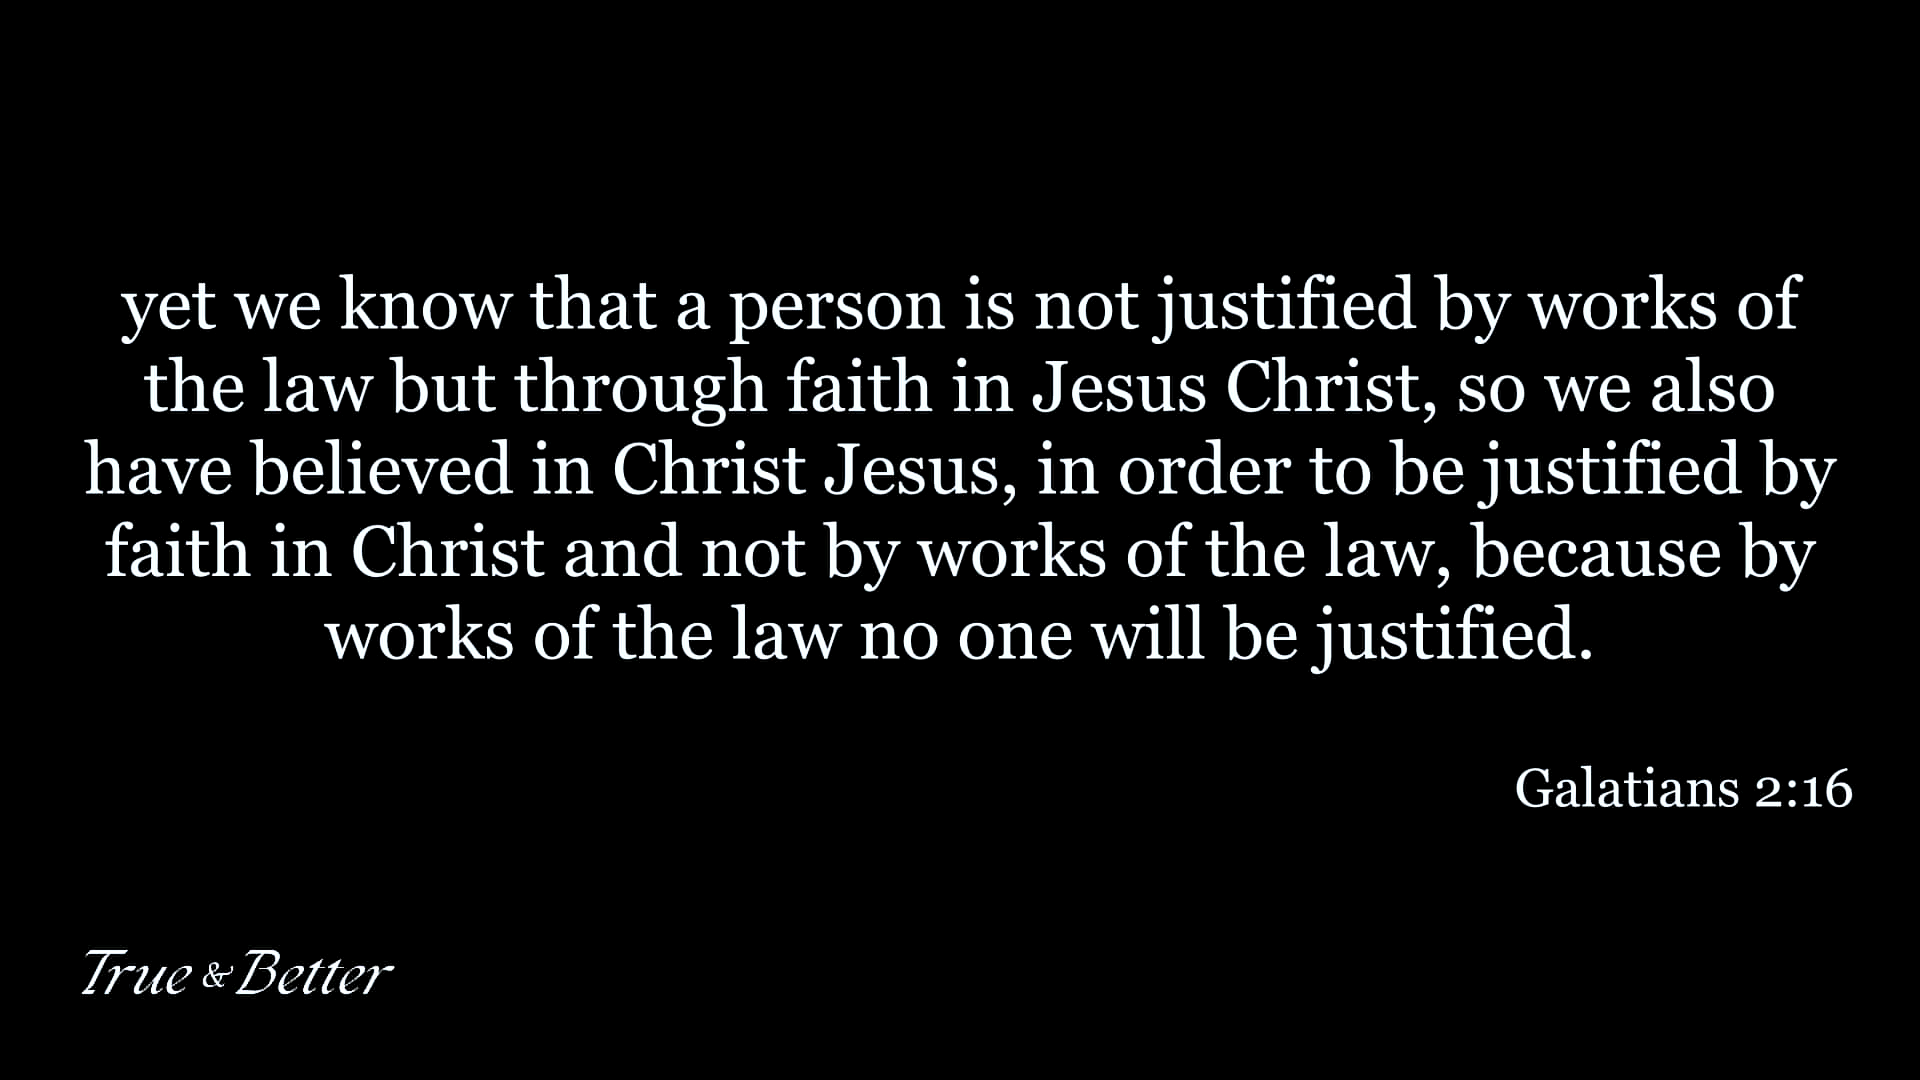 yet we know that a person is not justified by works of
the law but through faith in Jesus Christ, so we also
have believed in Christ Jesus, in order to be justified by
faith in Christ and not by works of the law, because by
works of the law no one will be justified.
Galatians 2:16
True & Better